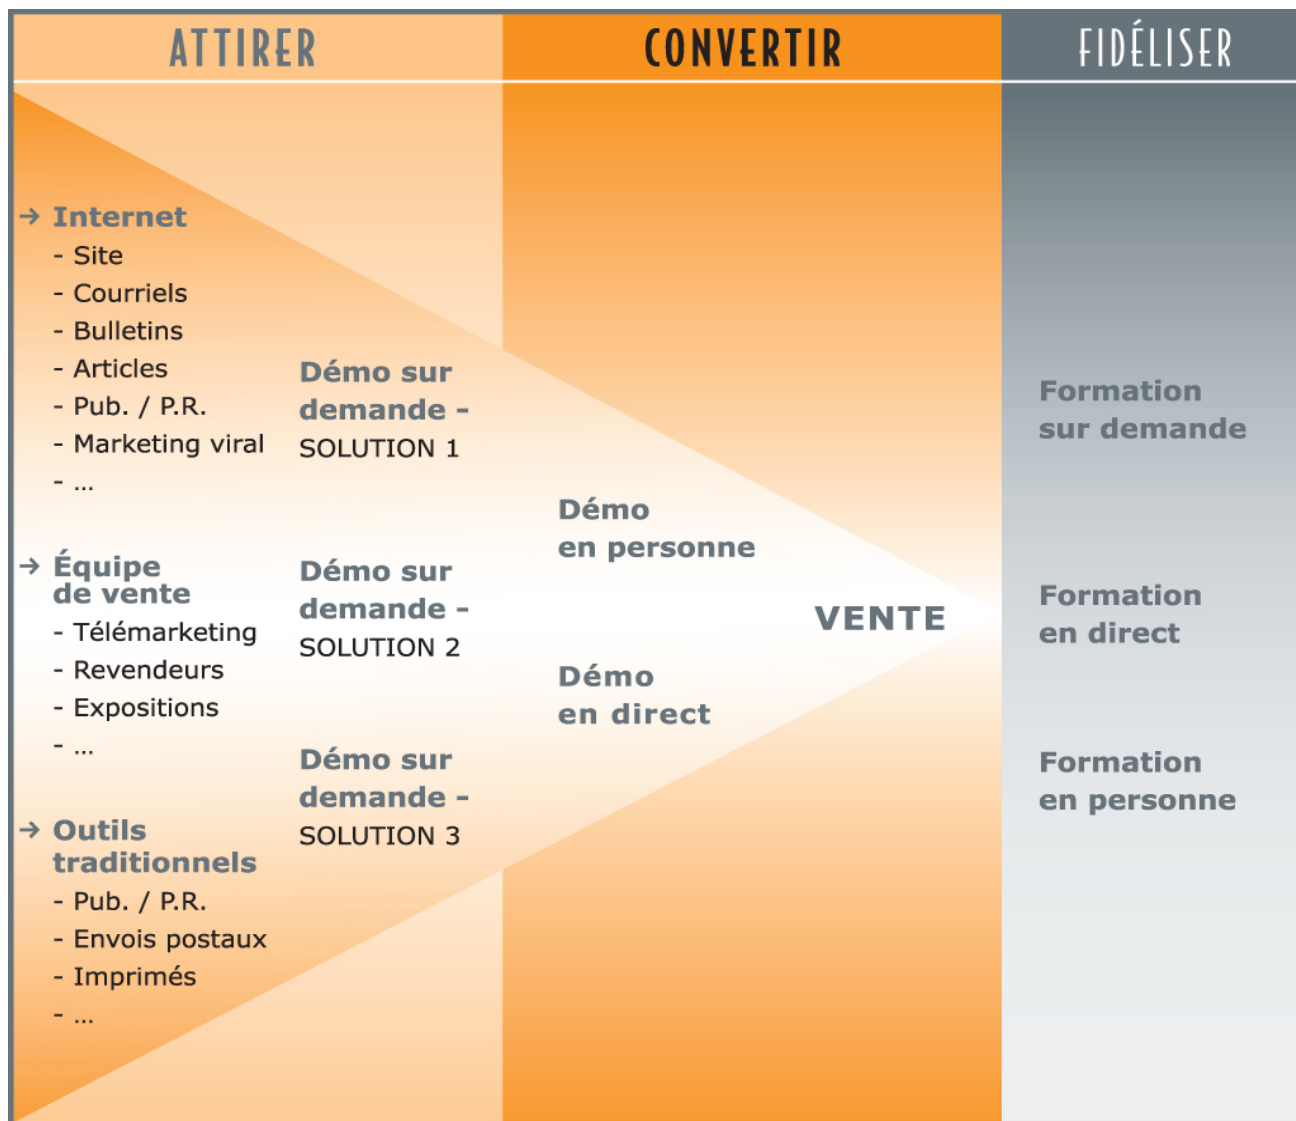 ATTIRER
CONVERTIR
FIDÉLISER
→ Internet
- Site
- Courriels
- Bulletins
- Articles
- Pub. / P.R.
- Marketing viral
- ...
→ Équipe
de vente
- Télémarketing
- Revendeurs
- Expositions
- ...
→ Outils
traditionnels
- Pub. / P.R.
- Envois postaux
- Imprimés
- ...
Démo sur
demande -
SOLUTION 1
Démo sur
demande -
SOLUTION 2
Démo sur
demande -
SOLUTION 3
Démo
en personne
Démo
en direct
VENTE
Formation
sur demande
Formation
en direct
Formation
en personne